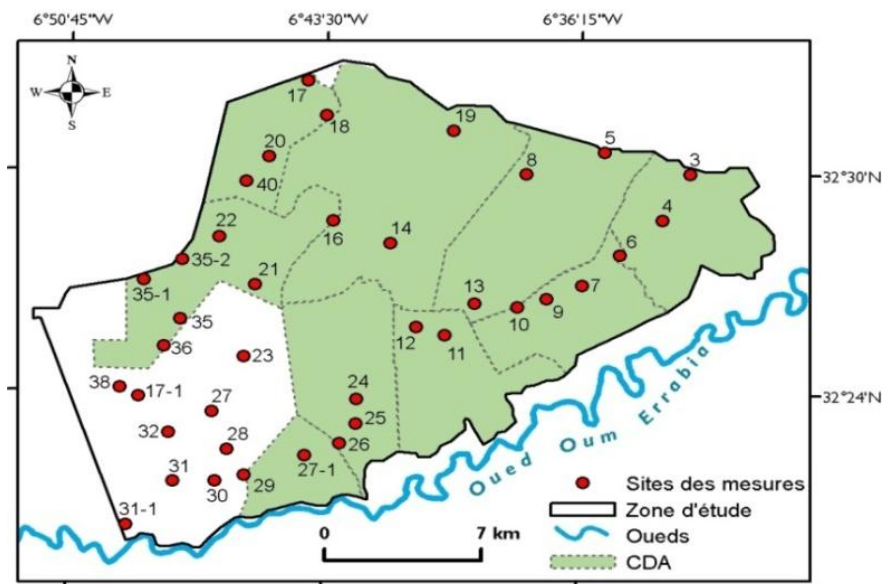 6°50'45"W
6°43'30"W
6°36'15"W
N
W E
S
17
18
19
5
20
8
3
32°30'N
40
4
22
16
14
6
35-2
21
35-1
7
13
9
10
35
12
11
36
23
38
17-1
24
32°24'N
27
25
32
26
28
27-1
31
30
29
31-1
Oued Oum Errabia
Sites des mesures
Zone d'étude
Oueds
CDA
0 7 km